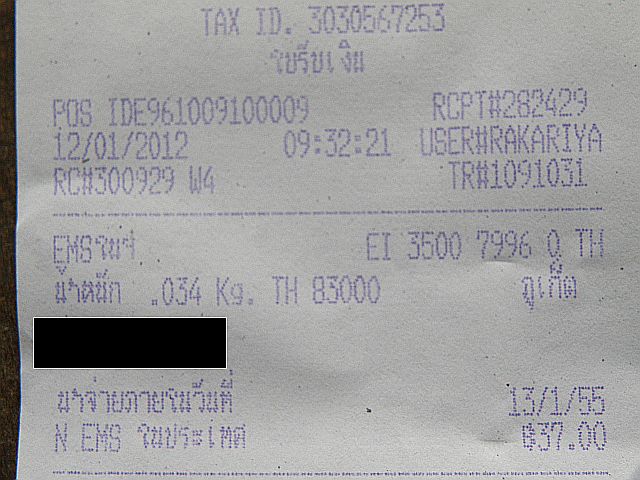 TAX ID. 3030567253
ใบรับเงิน
POS IDE961009100009 RCPT#282429
12/01/2012 09:32:21 USER#RAKARIYA
RC#300929 W4 TR#1091031
EMSในปร EI 3500 7996 0 TH
น้ำหนัก .034 Kg. TH 83000 ภูเก็ต
นำจ่ายภายในวันที่ 13/1/55
N EMS ในประเทศ ฿37.00